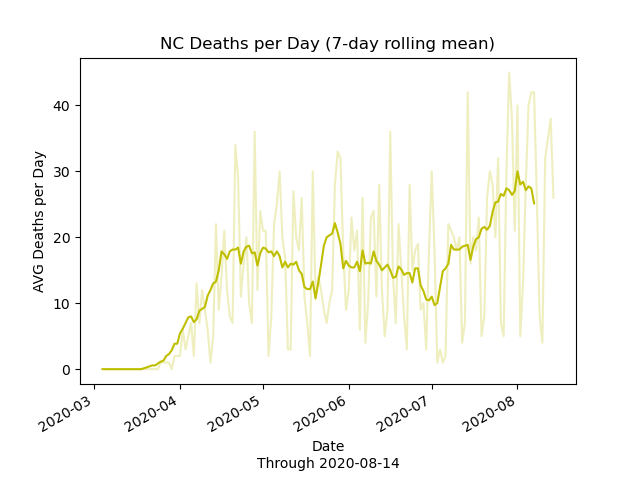 NC Deaths per Day (7-day rolling mean)
40
30
20
10
0
AVG Deaths per Day
2020-03
2020-04
2020-05
2020-06
2020-07
2020-08
Date
Through 2020-08-14